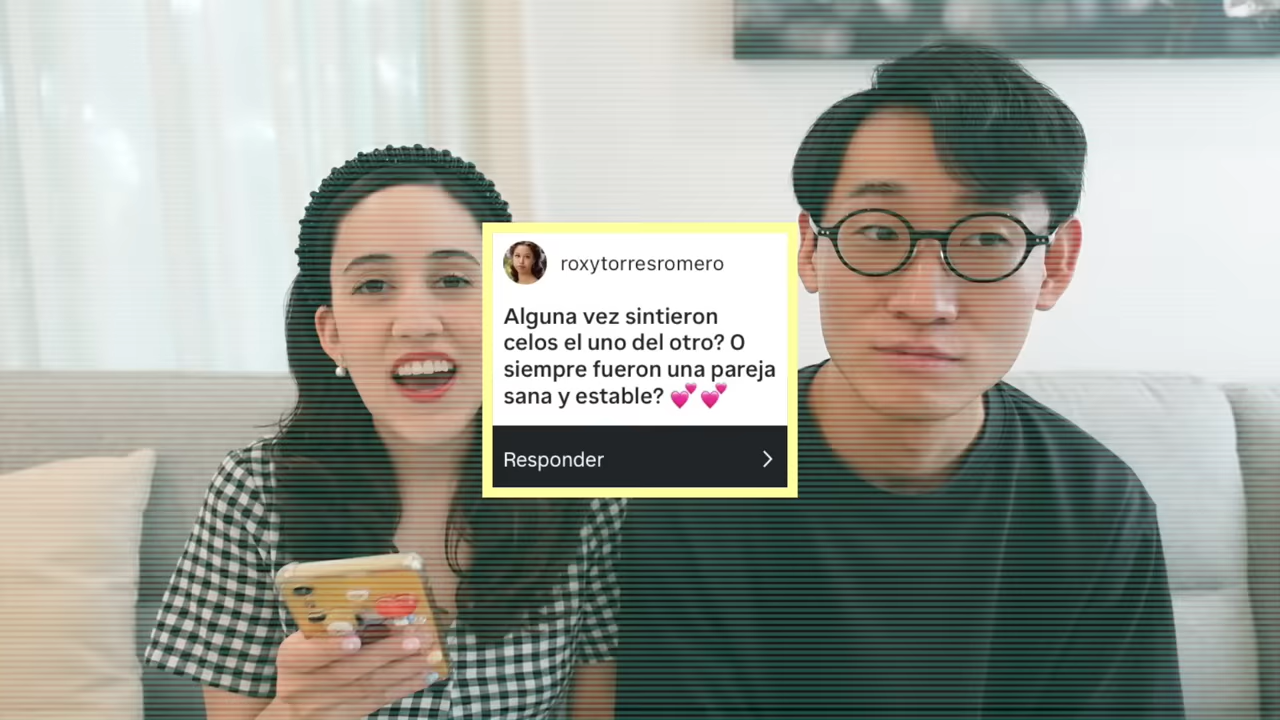 roxytorresromero
Alguna vez sintieron
celos el uno del otro? O
siempre fueron una pareja
sana y estable? 💕💕
Responder